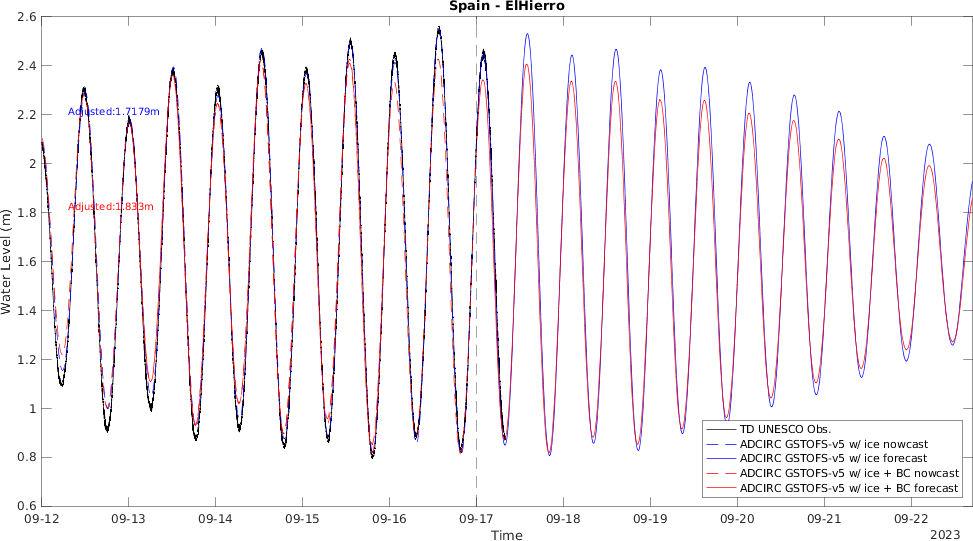 Spain - ElHierro
2.6
2.4
2.2
2
1.8
1.6
1.4
1.2
1
0.8
0.6
Water Level (m)
Adjusted:1.7179m
Adjusted:1.833m
TD UNESCO Obs.
ADCIRC GSTOFS-v5 w/ ice nowcast
ADCIRC GSTOFS-v5 w/ ice forecast
ADCIRC GSTOFS-v5 w/ ice + BC nowcast
ADCIRC GSTOFS-v5 w/ ice + BC forecast
09-12 09-13 09-14 09-15 09-16 09-17 09-18 09-19 09-20 09-21 09-22
Time
2023